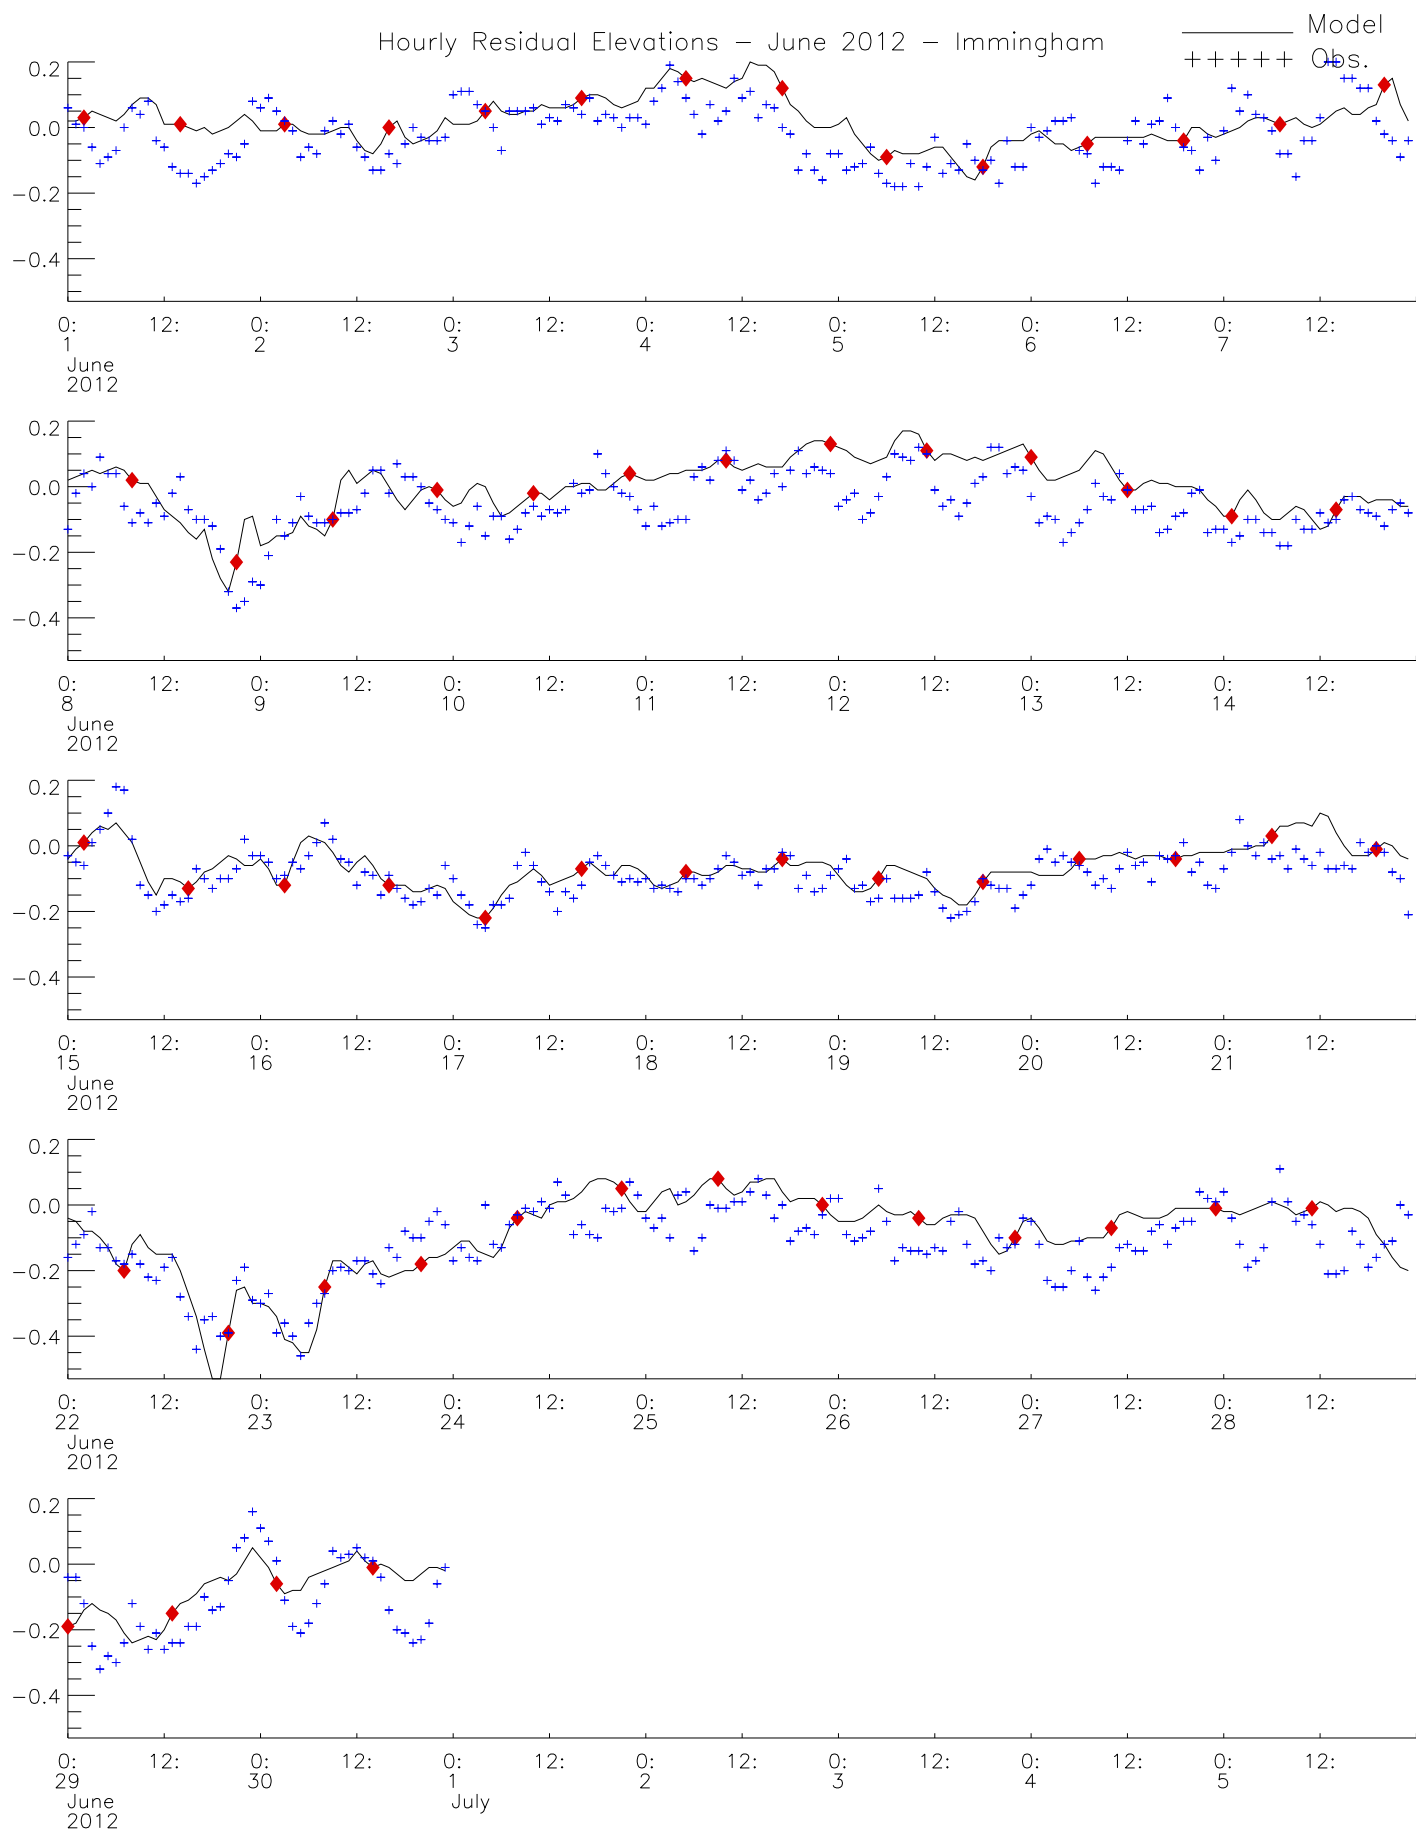 Hourly Residual Elevations − June 2012 − Immingham
Model
+++++ Obs.
0.2
0.0
−0.2
−0.4
0: 12: 0: 12: 0: 12: 0: 12: 0: 12: 0: 12: 0: 12:
1 2 3 4 5 6 7
June
2012
0.2
0.0
−0.2
−0.4
0: 12: 0: 12: 0: 12: 0: 12: 0: 12: 0: 12: 0: 12:
8 9 10 11 12 13 14
June
2012
0.2
0.0
−0.2
−0.4
0: 12: 0: 12: 0: 12: 0: 12: 0: 12: 0: 12: 0: 12:
15 16 17 18 19 20 21
June
2012
0.2
0.0
−0.2
−0.4
0: 12: 0: 12: 0: 12: 0: 12: 0: 12: 0: 12: 0: 12:
22 23 24 25 26 27 28
June
2012
0.2
0.0
−0.2
−0.4
0: 12: 0: 12: 0: 12: 0: 12: 0: 12: 0: 12: 0: 12:
29 30 1 2 3 4 5
June July
2012